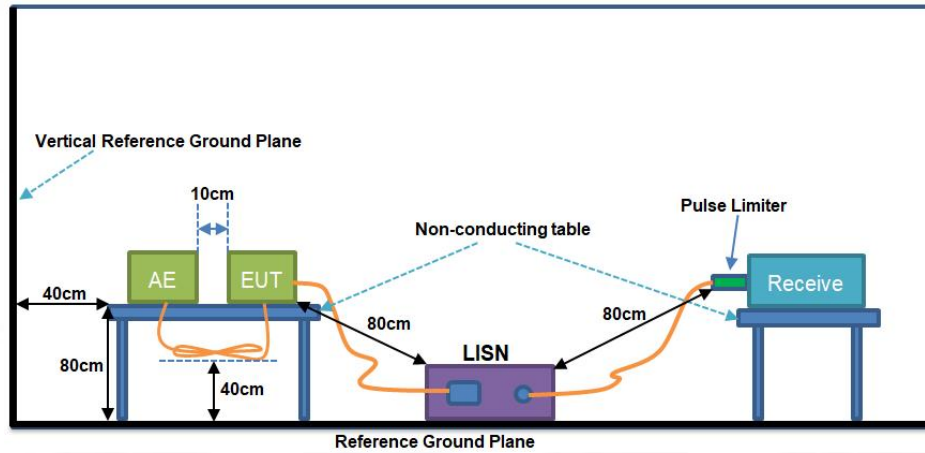 Vertical Reference Ground Plane
10cm
Pulse Limiter
Non-conducting table
AE
EUT
Receive
40cm
80cm
80cm
LISN
80cm
40cm
Reference Ground Plane